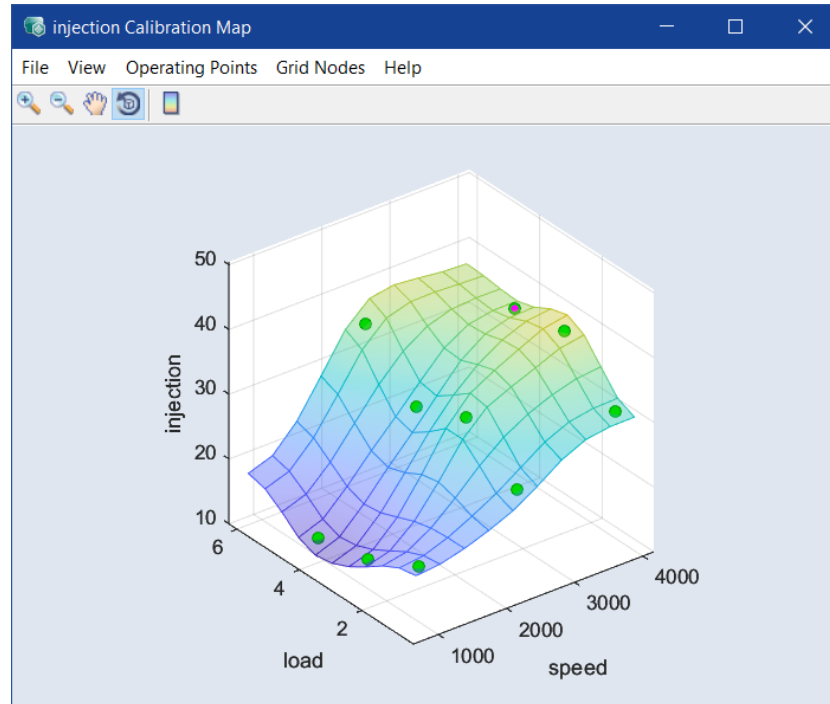 injection Calibration Map
File View Operating Points Grid Nodes Help
50
40
30
20
10
injection
6
4
2
load
1000
2000
3000
4000
speed